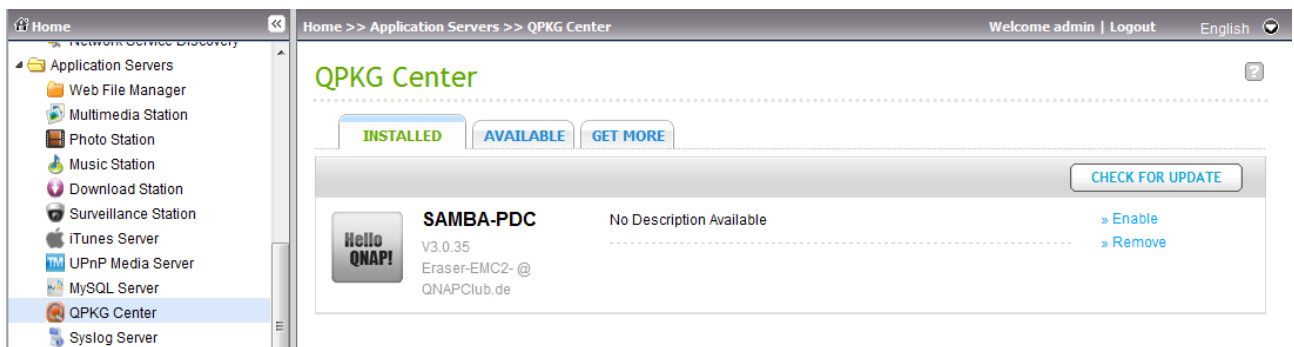 Home
Home >> Application Servers >> QPKG Center
Welcome admin | Logout
English
Network Service Discovery
Application Servers
Web File Manager
Multimedia Station
Photo Station
Music Station
Download Station
Surveillance Station
iTunes Server
UPnP Media Server
MySQL Server
QPKG Center
Syslog Server
QPKG Center
?
INSTALLED
AVAILABLE
GET MORE
CHECK FOR UPDATE
Hello
QNAP!
SAMBA-PDC
V3.0.35
Eraser-EMC2- @
QNAPClub.de
No Description Available
» Enable
» Remove